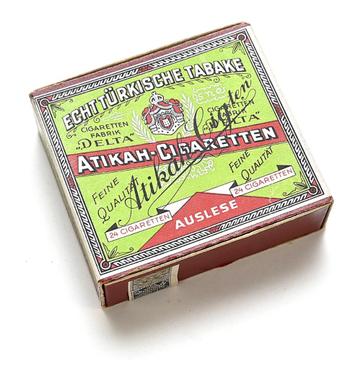 ECHT TÜRKISCHE TABAKE
CIGARETTEN
FABRIK
"DELTA"
CIGARETTEN
FABRIK
DELTA"
Atikah-Cigtten
ATIKAH-CIGARETTEN
FEINE
QUALITÄT
FEINE
QUALITÄT
24 CIGARETTEN
24 CIGARETTEN
AUSLESE